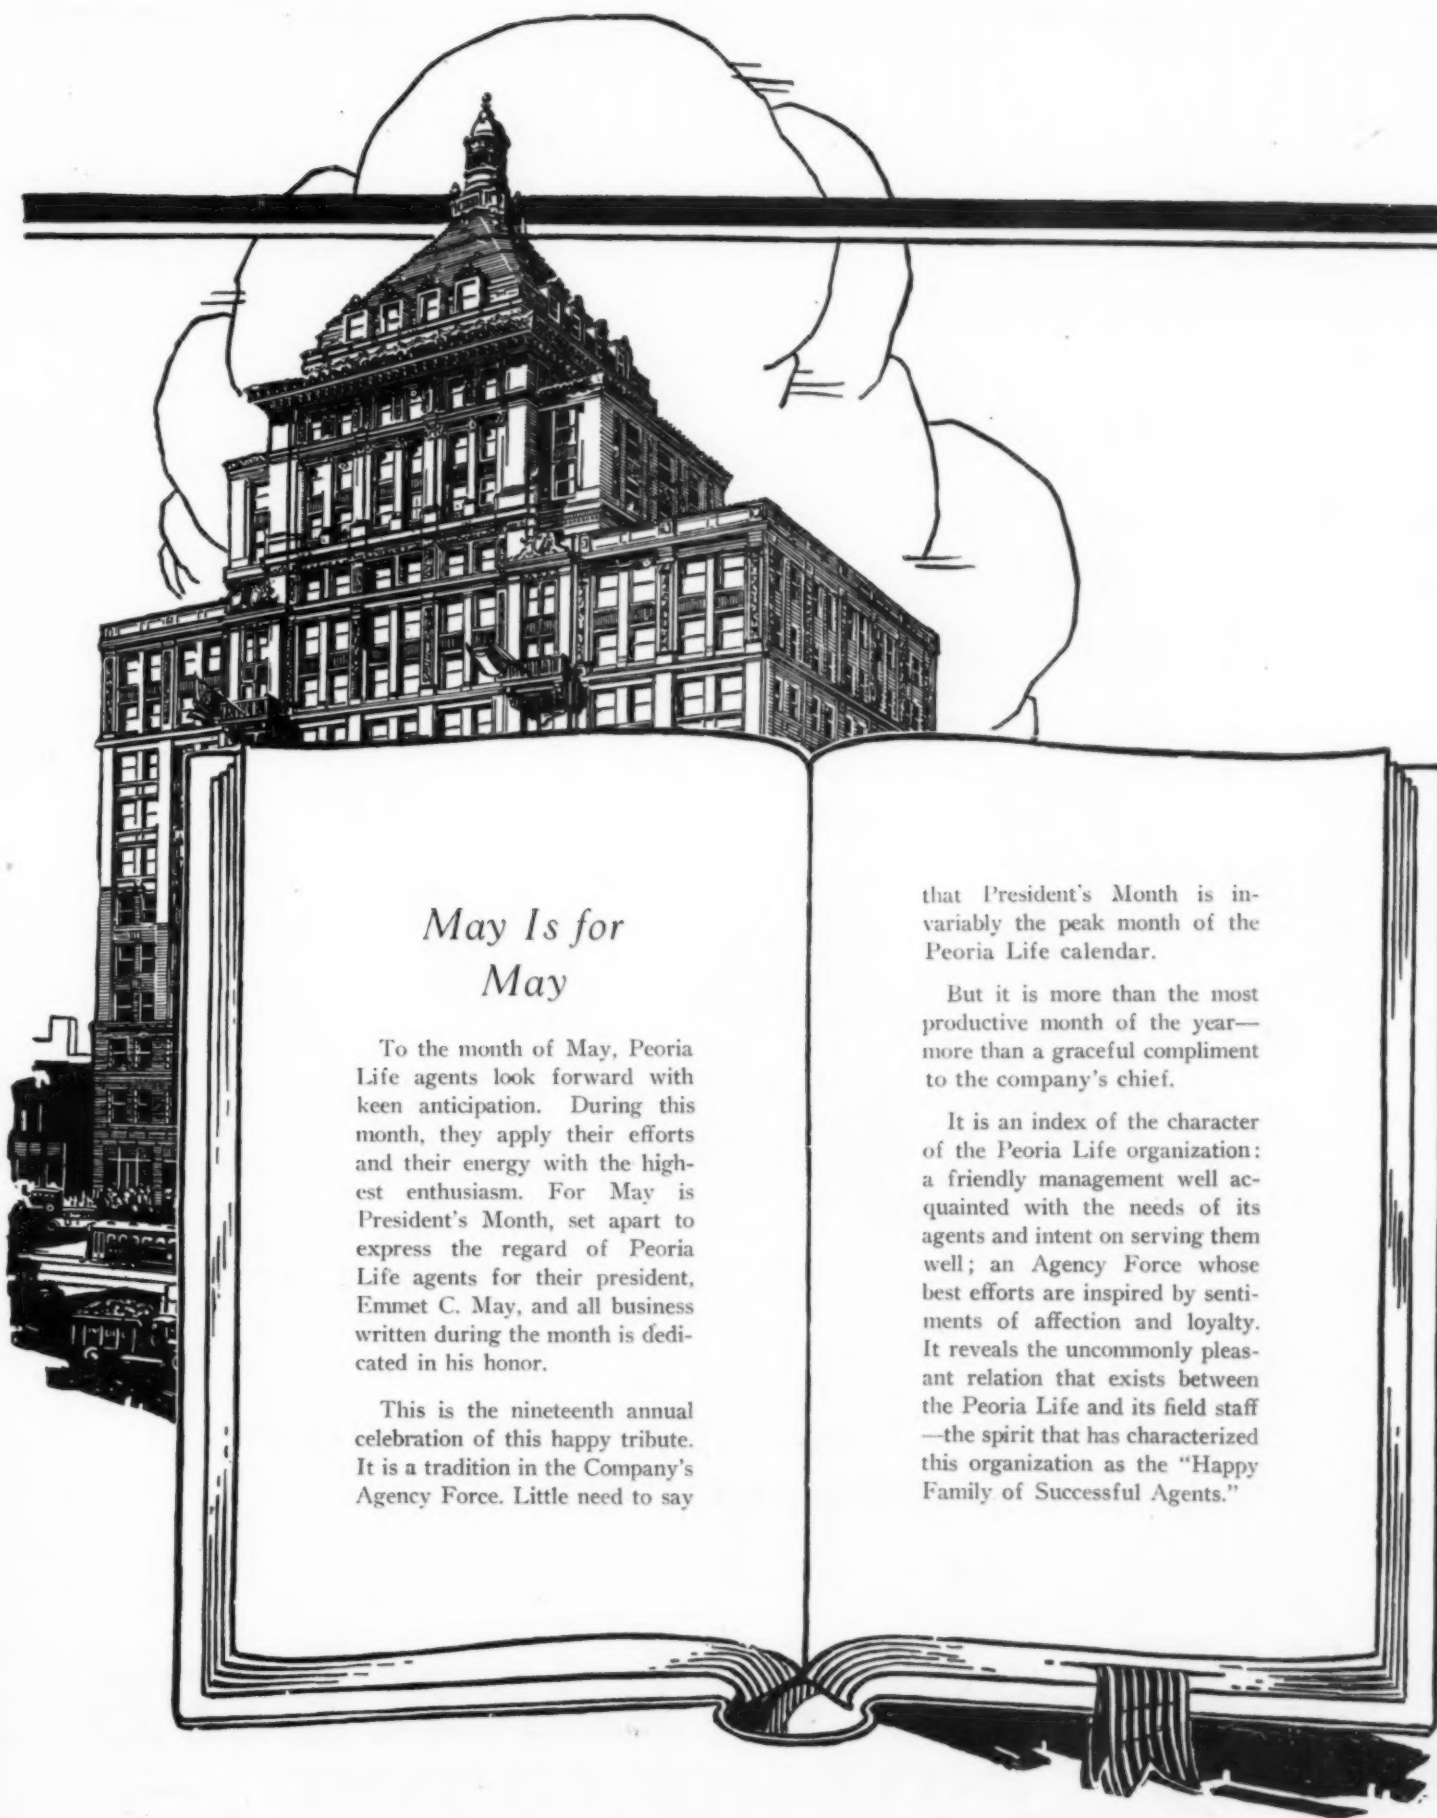 May Is for
May
To the month of May, Peoria
Life agents look forward with
keen anticipation. During this
month, they apply their efforts
and their energy with the high-
est enthusiasm. For May is
President's Month, set apart to
express the regard of Peoria
Life agents for their president,
Emmet C. May, and all business
written during the month is dedi-
cated in his honor.
This is the nineteenth annual
celebration of this happy tribute.
It is a tradition in the Company's
Agency Force. Little need to say
that President's Month is in-
variably the peak month of the
Peoria Life calendar.
But it is more than the most
productive month of the year—
more than a graceful compliment
to the company's chief.
It is an index of the character
of the Peoria Life organization:
a friendly management well ac-
quainted with the needs of its
agents and intent on serving them
well; an Agency Force whose
best efforts are inspired by senti-
ments of affection and loyalty.
It reveals the uncommonly pleas-
ant relation that exists between
the Peoria Life and its field staff
—the spirit that has characterized
this organization as the "Happy
Family of Successful Agents."